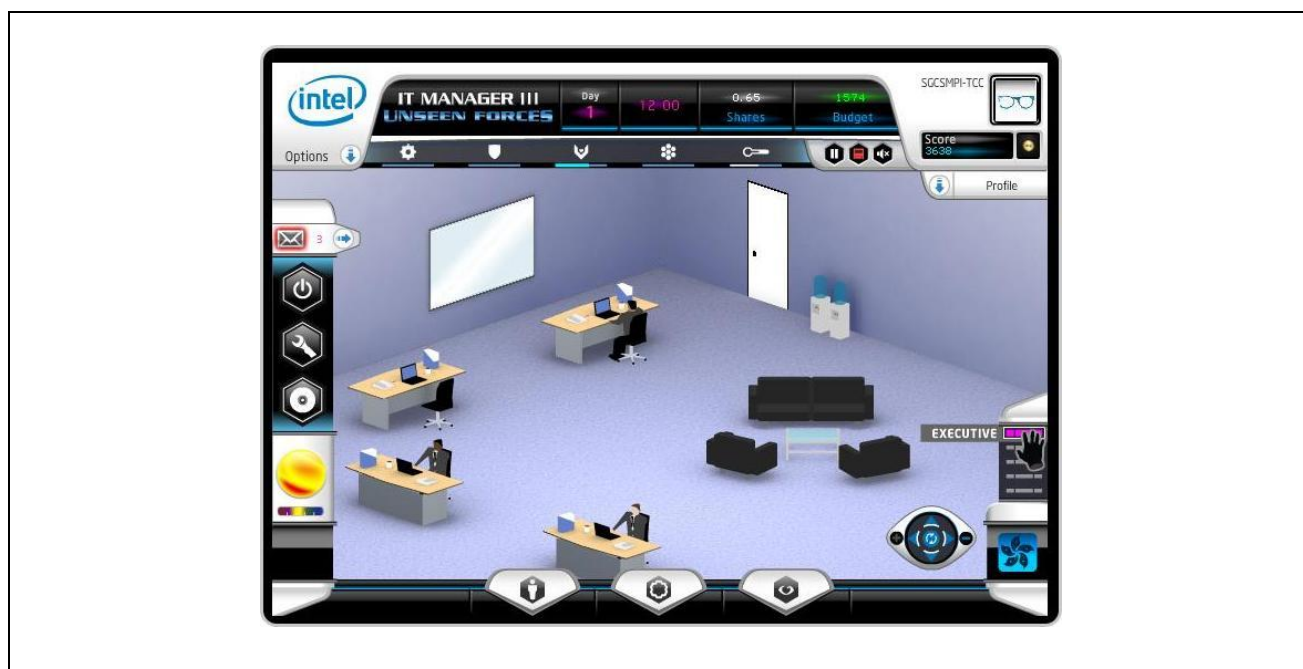 intel
IT MANAGER III
UNSEEN FORCES
Day
1
12:00
0.65
Shares
1574
Budget
SGCSMPI-TCC
Score
3638
Options
Profile
3
EXECUTIVE